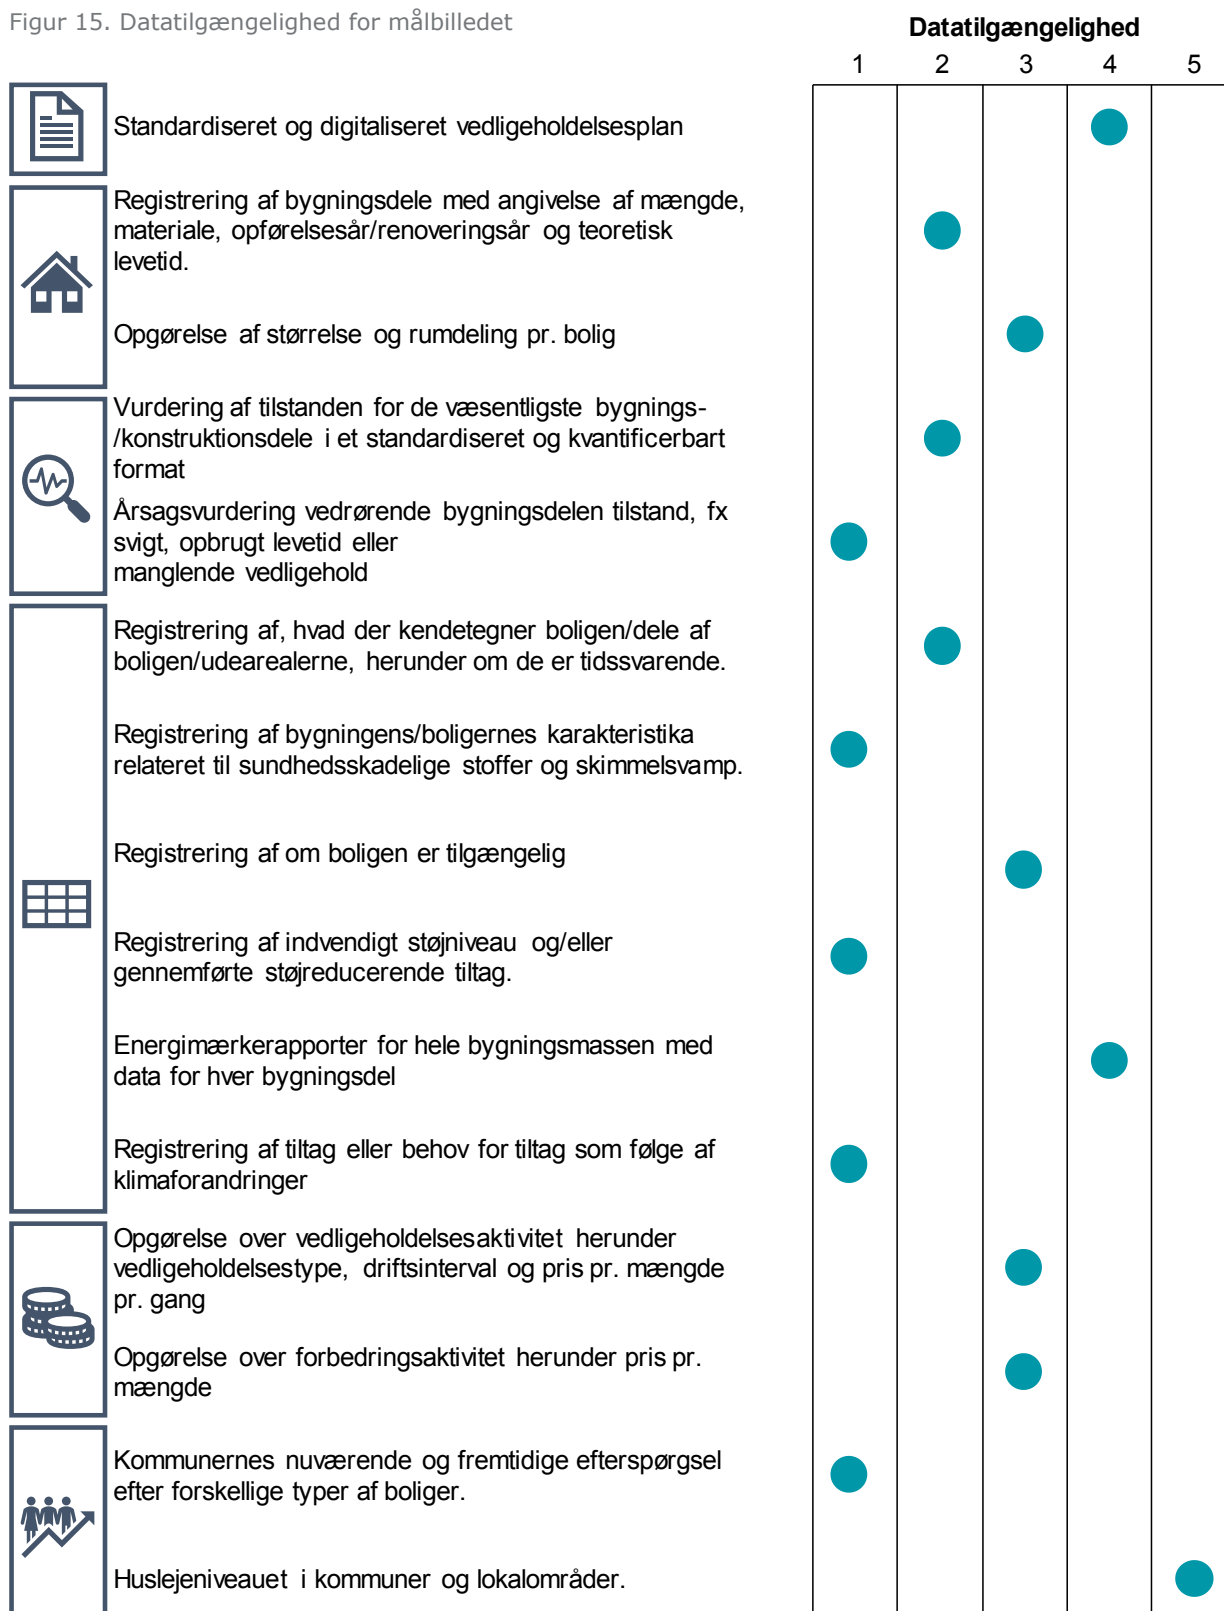 Figur 15. Datatilgængelighed for målbilledet
Datatilgængelighed
1 2 3 4 5
Standardiseret og digitaliseret vedligeholdelsesplan
Registrering af bygningsdele med angivelse af mængde,
materiale, opførelsesår/renoveringsår og teoretisk
levetid.
Opgørelse af størrelse og rumdeling pr. bolig
Vurdering af tilstanden for de væsentligste bygnings-
/konstruktionsdele i et standardiseret og kvantificerbart
format
Årsagsvurdering vedrørende bygningsdelen tilstand, fx
svigt, opbrugt levetid eller
manglende vedligehold
Registrering af, hvad der kendetegner boligen/dele af
boligen/udearealerne, herunder om de er tidssvarende.
Registrering af bygningens/boligernes karakteristika
relateret til sundhedsskadelige stoffer og skimmelsvamp.
Registrering af om boligen er tilgængelig
Registrering af indvendigt støjniveau og/eller
gennemførte støjreducerende tiltag.
Energimærkerapporter for hele bygningsmassen med
data for hver bygningsdel
Registrering af tiltag eller behov for tiltag som følge af
klimaforandringer
Opgørelse over vedligeholdelsesaktivitet herunder
vedligeholdelsestype, driftsinterval og pris pr. mængde
pr. gang
Opgørelse over forbedringsaktivitet herunder pris pr.
mængde
Kommunernes nuværende og fremtidige efterspørgsel
efter forskellige typer af boliger.
Huslejeniveauet i kommuner og lokalområder.